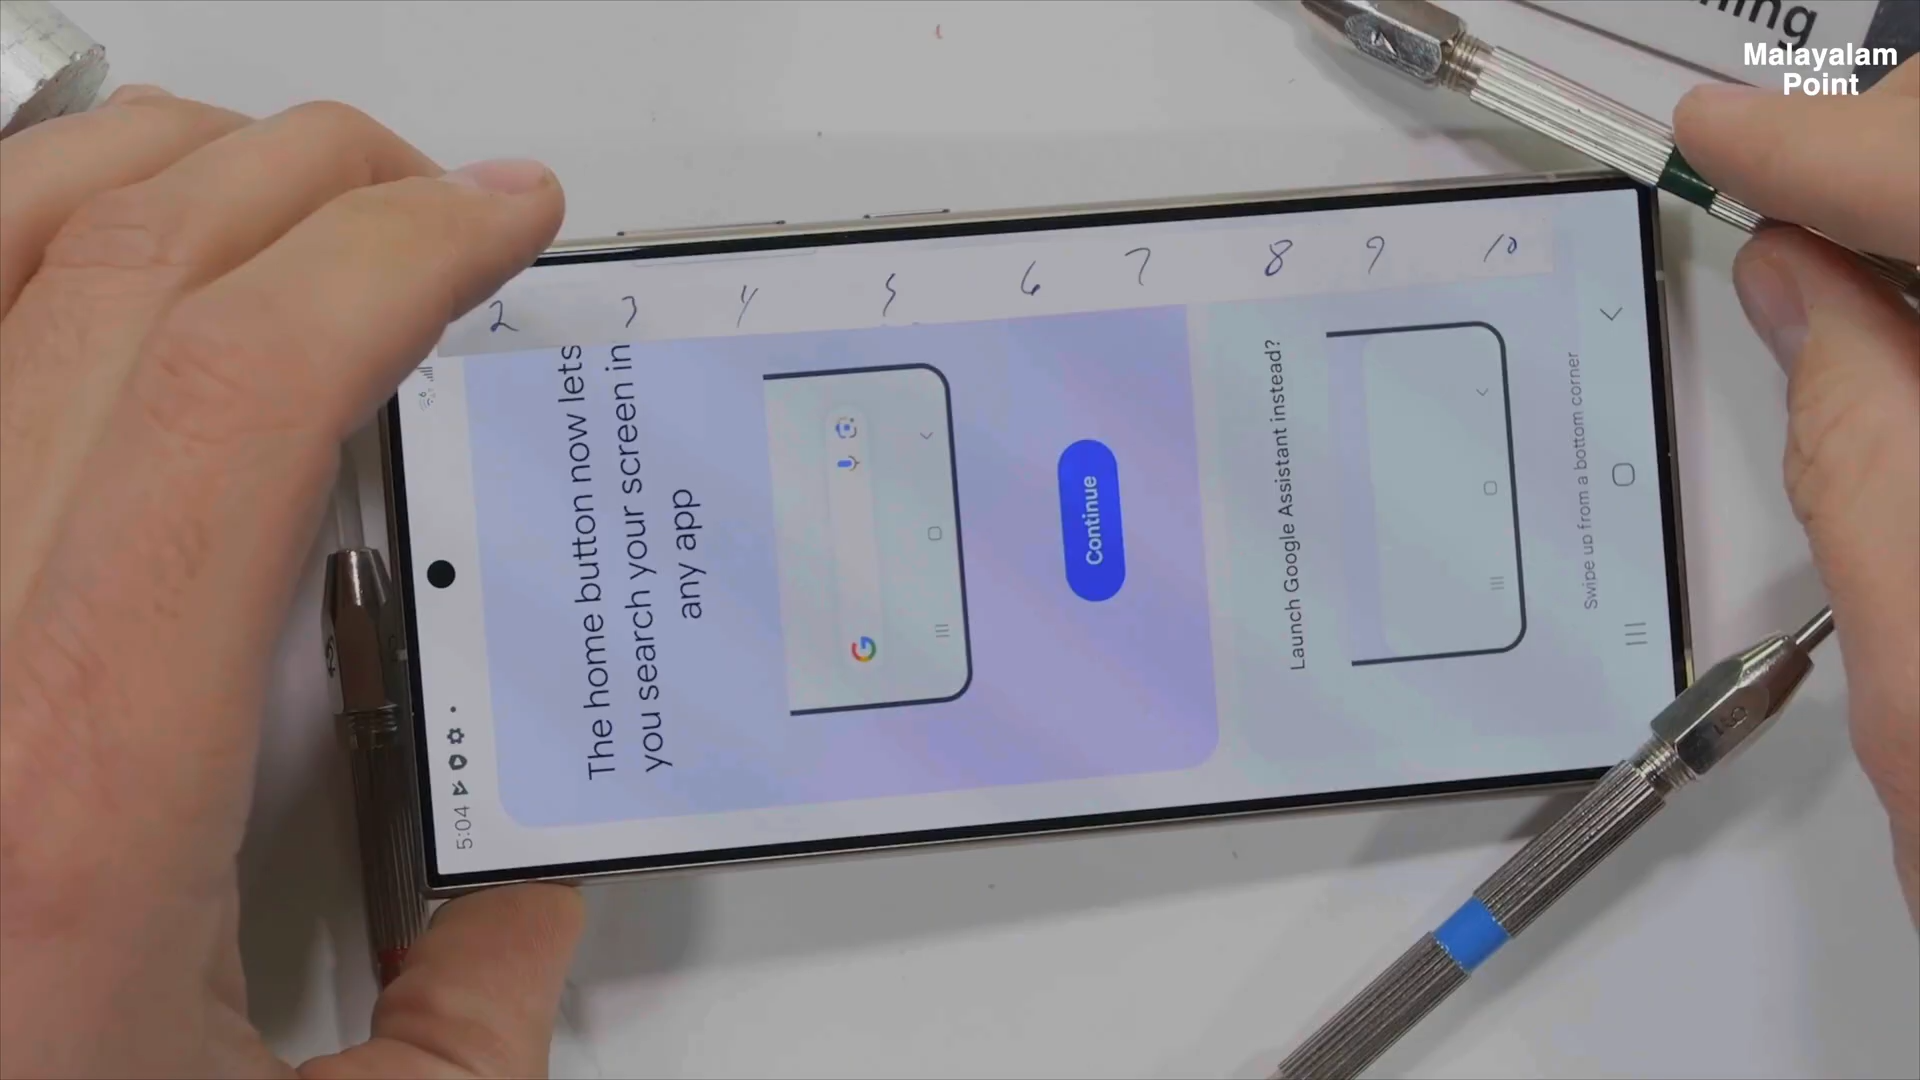 Malayalam
Point
2 3 4 5 6 7 8 9 10
5:04
The home button now lets
you search your screen in
any app
Continue
Launch Google Assistant instead?
Swipe up from a bottom corner